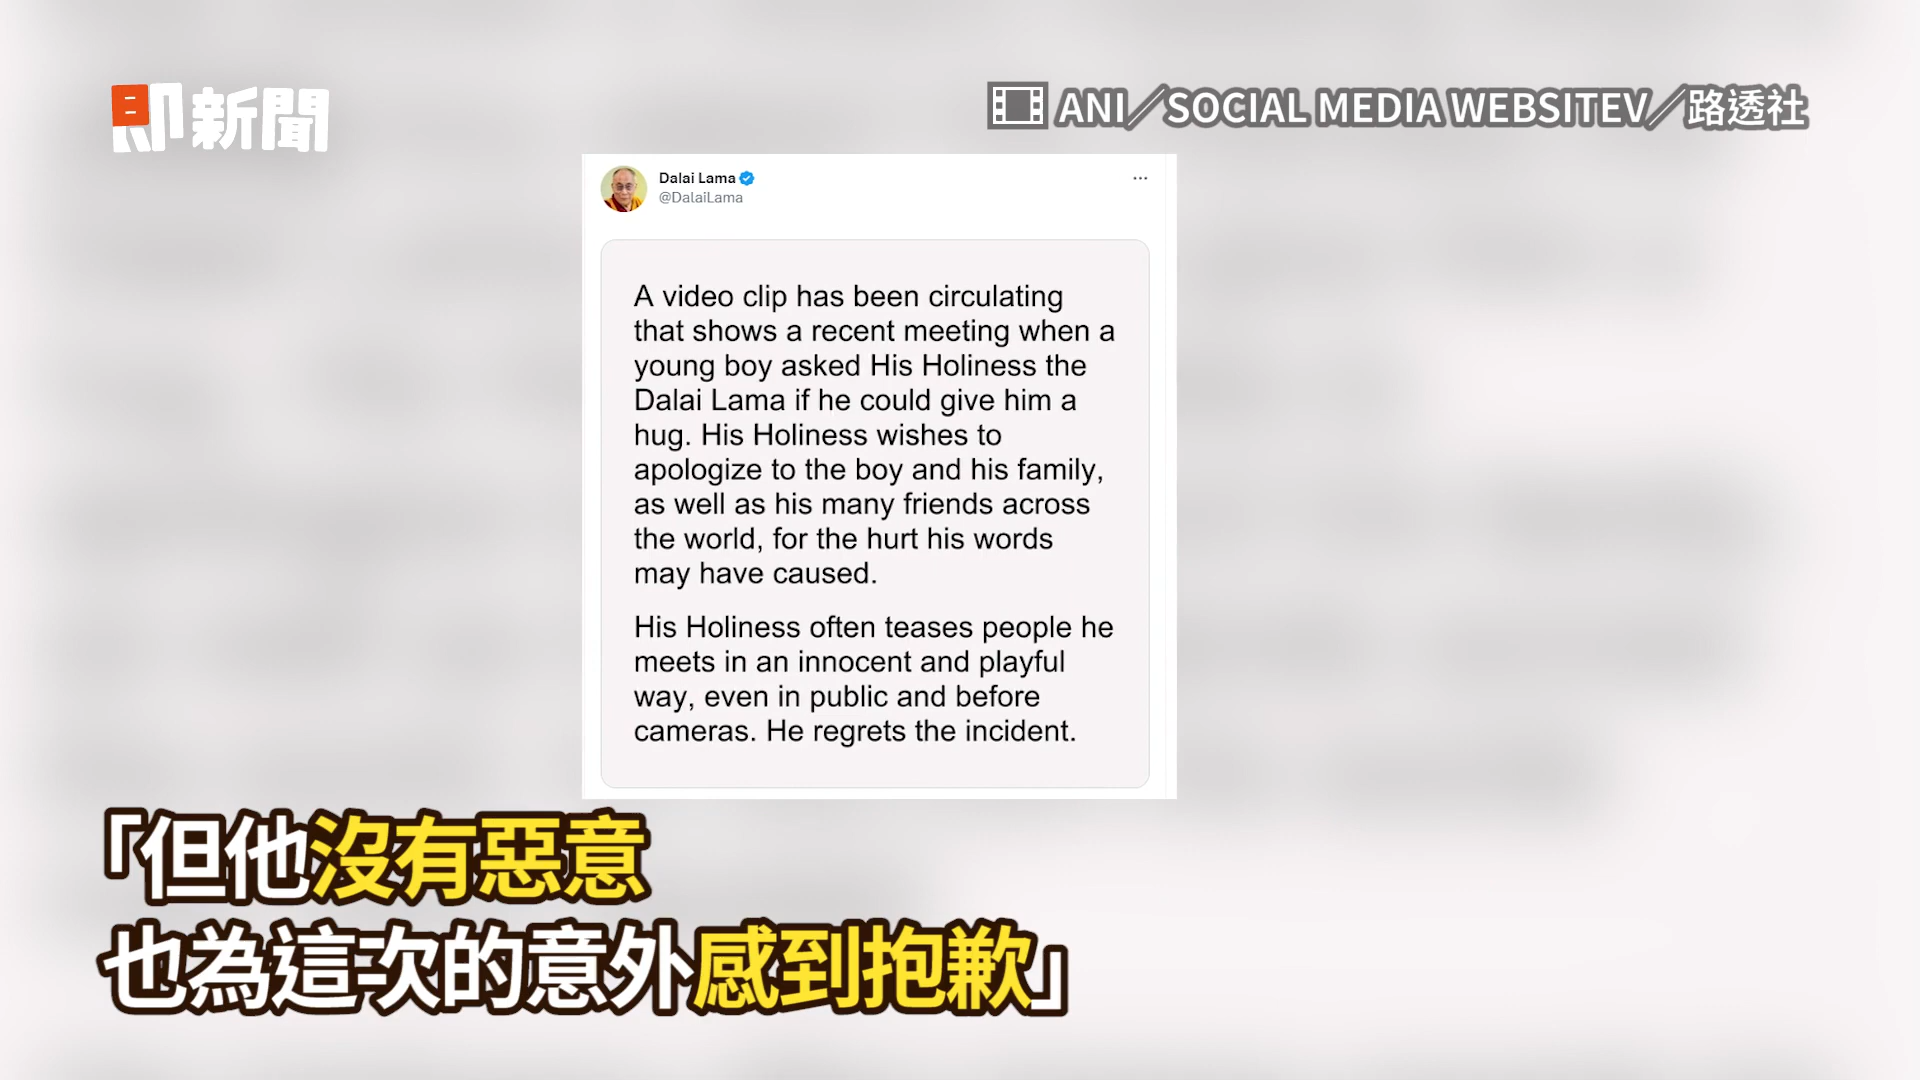 即新聞
ANI／SOCIAL MEDIA WEBSITEV／路透社
Dalai Lama
@DalaiLama
A video clip has been circulating
that shows a recent meeting when a
young boy asked His Holiness the
Dalai Lama if he could give him a
hug. His Holiness wishes to
apologize to the boy and his family,
as well as his many friends across
the world, for the hurt his words
may have caused.
His Holiness often teases people he
meets in an innocent and playful
way, even in public and before
cameras. He regrets the incident.
「但他沒有惡意
也為這次的意外感到抱歉」